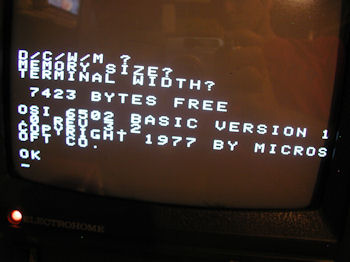 D/C/W/M ?
MEMORY SIZE?
TERMINAL WIDTH?
7423 BYTES FREE
OSI 6502 BASIC VERSION 1
.0 REV 3.2
COPYRIGHT 1977 BY MICROS
OFT CO.
OK
ELECTROHOME